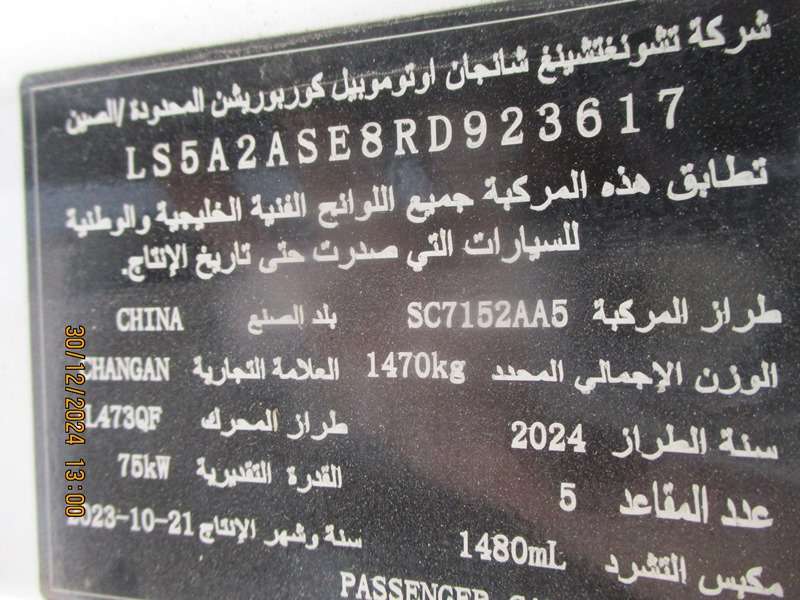 شركة تشونغتشينغ شانجان اوتوموبيل كوربوريشن المحدودة/الصين
LS5A2ASE8RD923617
تطابق هذه المركبة جميع اللوائح الفنية الخليجية والوطنية
للسيارات التي صدرت حتى تاريخ الإنتاج.
طراز المركبة SC7152AA5 بلد الصنع CHINA
الوزن الإجمالي المحدد 1470kg العلامة التجارية CHANGAN
سنة الطراز 2024 طراز المحرك L473QF
عدد المقاعد 5 القدرة التقديرية 75kW
مكبس التشرد 1480mL سنة وشهر الإنتاج 2023-10-21
PASSENGER
30/12/2024 13:00